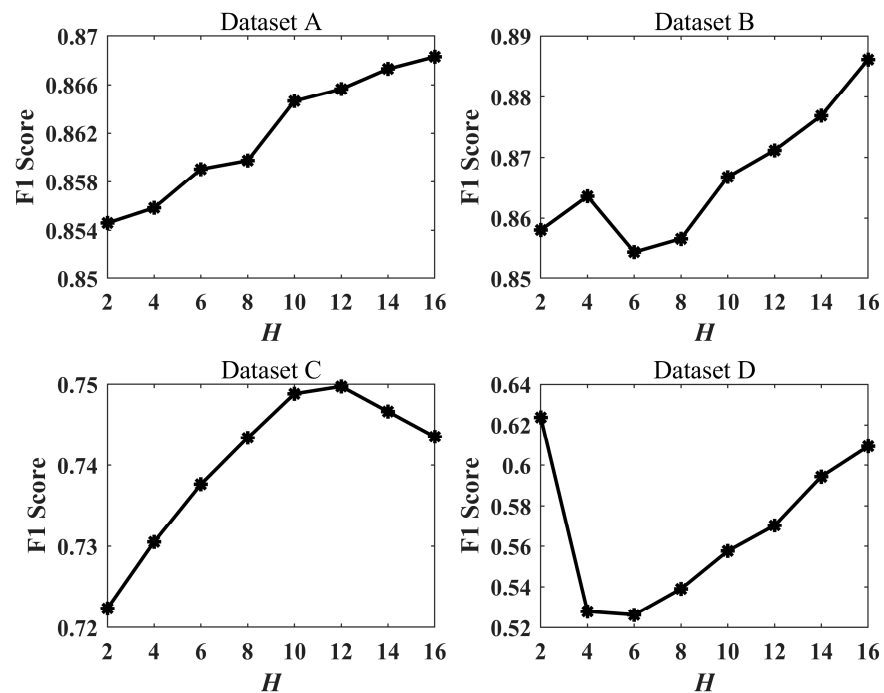 Dataset A
0.87
0.866
0.862
0.858
0.854
0.85
F1 Score
2 4 6 8 10 12 14 16
H
Dataset B
0.89
0.88
0.87
0.86
0.85
F1 Score
2 4 6 8 10 12 14 16
H
Dataset C
0.75
0.74
0.73
0.72
F1 Score
2 4 6 8 10 12 14 16
H
Dataset D
0.64
0.62
0.6
0.58
0.56
0.54
0.52
F1 Score
2 4 6 8 10 12 14 16
H